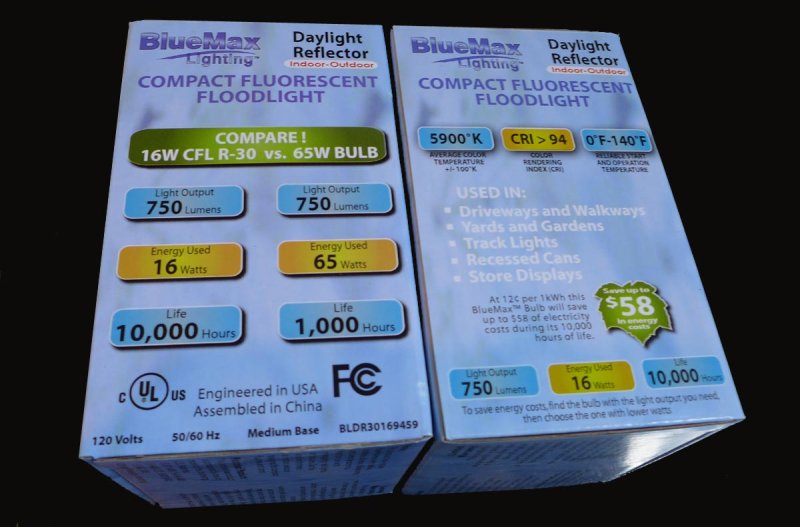 BlueMax
Lighting™
Daylight
Reflector
Indoor-Outdoor
COMPACT FLUORESCENT
FLOODLIGHT
COMPARE !
16W CFL R-30 vs. 65W BULB
Light Output
750 Lumens
Light Output
750 Lumens
Energy Used
16 Watts
Energy Used
65 Watts
Life
10,000 Hours
Life
1,000 Hours
C UL US
Engineered in USA
Assembled in China
FC
120 Volts 50/60 Hz Medium Base BLDR30169459
BlueMax
Lighting™
Daylight
Reflector
Indoor-Outdoor
COMPACT FLUORESCENT
FLOODLIGHT
5900°K
AVERAGE COLOR
TEMPERATURE
+/-100°K
CRI > 94
COLOR
RENDERING
INDEX (CRI)
0°F-140°F
RELIABLE START
AND OPERATION
TEMPERATURE
USED IN:
▪ Driveways and Walkways
▪ Yards and Gardens
▪ Track Lights
▪ Recessed Cans
▪ Store Displays
At 12¢ per 1kWh this
BlueMax™ Bulb will save
up to $58 of electricity
costs during its 10,000
hours of life.
Save up to
$58
in energy
costs
Light Output
750 Lumens
Energy Used
16 Watts
Life
10,000 Hours
To save energy costs, find the bulb with the light output you need,
then choose the one with lower watts